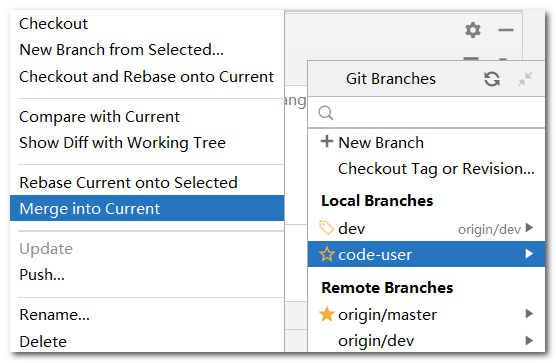 Checkout
New Branch from Selected...
Checkout and Rebase onto Current
Compare with Current
Show Diff with Working Tree
Rebase Current onto Selected
Merge into Current
Update
Push...
Rename...
Delete
ang
Git Branches
New Branch
Checkout Tag or Revision...
Local Branches
dev origin/dev
code-user
Remote Branches
origin/master
origin/dev